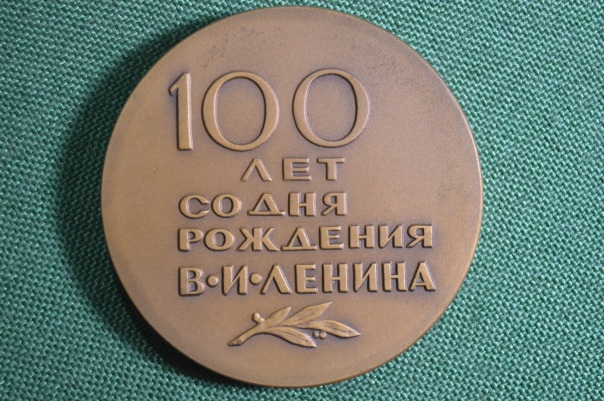 100
ЛЕТ
СО ДНЯ
РОЖДЕНИЯ
В·И·ЛЕНИНА